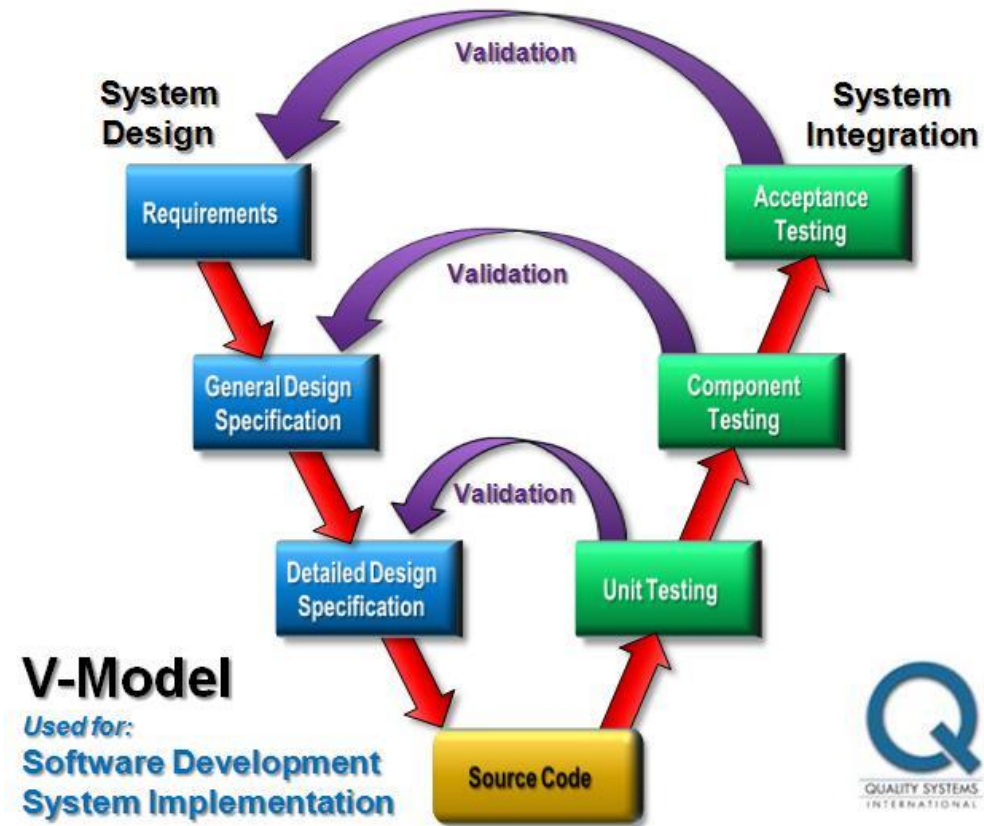 Validation
System
Design
System
Integration
Requirements
Acceptance
Testing
Validation
General Design
Specification
Component
Testing
Validation
Detailed Design
Specification
Unit Testing
V-Model
Used for:
Software Development
System Implementation
Source Code
Q
QUALITY SYSTEMS
INTERNATIONAL